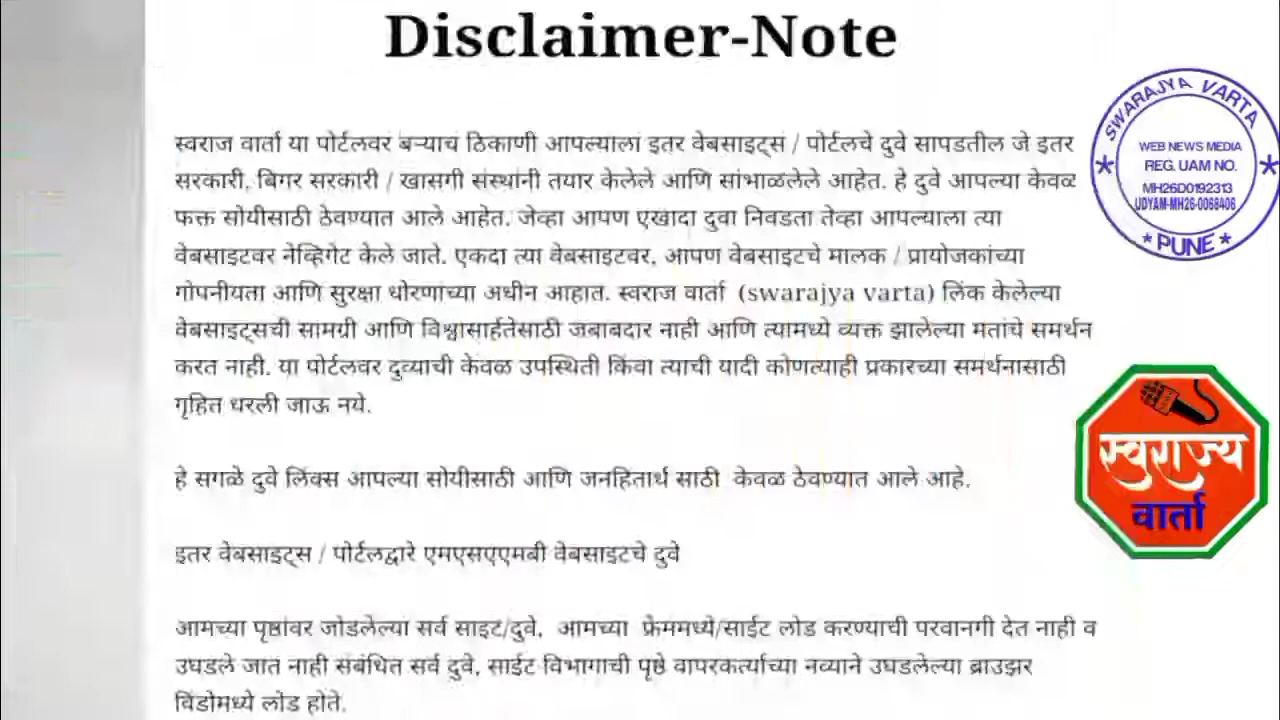 Disclaimer-Note
स्वराज वार्ता या पोर्टलवर बऱ्याच ठिकाणी आपल्याला इतर वेबसाइट्स / पोर्टलचे दुवे सापडतील जे इतर
सरकारी, बिगर सरकारी / खासगी संस्थांनी तयार केलेले आणि सांभाळलेले आहेत. हे दुवे आपल्या केवळ
फक्त सोयीसाठी ठेवण्यात आले आहेत. जेव्हा आपण एखादा दुवा निवडता तेव्हा आपल्याला त्या
वेबसाइटवर नेव्हिगेट केले जाते. एकदा त्या वेबसाइटवर, आपण वेबसाइटचे मालक / प्रायोजकांच्या
गोपनीयता आणि सुरक्षा धोरणांच्या अधीन आहात. स्वराज वार्ता (swarajya varta) लिंक केलेल्या
वेबसाइट्सची सामग्री आणि विश्वासार्हतेसाठी जबाबदार नाही आणि त्यामध्ये व्यक्त झालेल्या मतांचे समर्थन
करत नाही. या पोर्टलवर दुव्याची केवळ उपस्थिती किंवा त्याची यादी कोणत्याही प्रकारच्या समर्थनासाठी
गृहित धरली जाऊ नये.
हे सगळे दुवे लिंक्स आपल्या सोयीसाठी आणि जनहितार्थ साठी केवळ ठेवण्यात आले आहे.
इतर वेबसाइट्स / पोर्टलद्वारे एमएसएएमबी वेबसाइटचे दुवे
आमच्या पृष्ठांवर जोडलेल्या सर्व साइट/दुवे, आमच्या फ्रेममध्ये/साईट लोड करण्याची परवानगी देत नाही व
उघडले जात नाही संबंधित सर्व दुवे, साईट विभागाची पृष्ठे वापरकर्त्याच्या नव्याने उघडलेल्या ब्राउझर
विंडोमध्ये लोड होते.
SWARAJYA VARTA
WEB NEWS MEDIA
REG. UAM NO.
MH26D0192313
UDYAM-MH26-0068406
* PUNE *
स्वराज्य
वार्ता